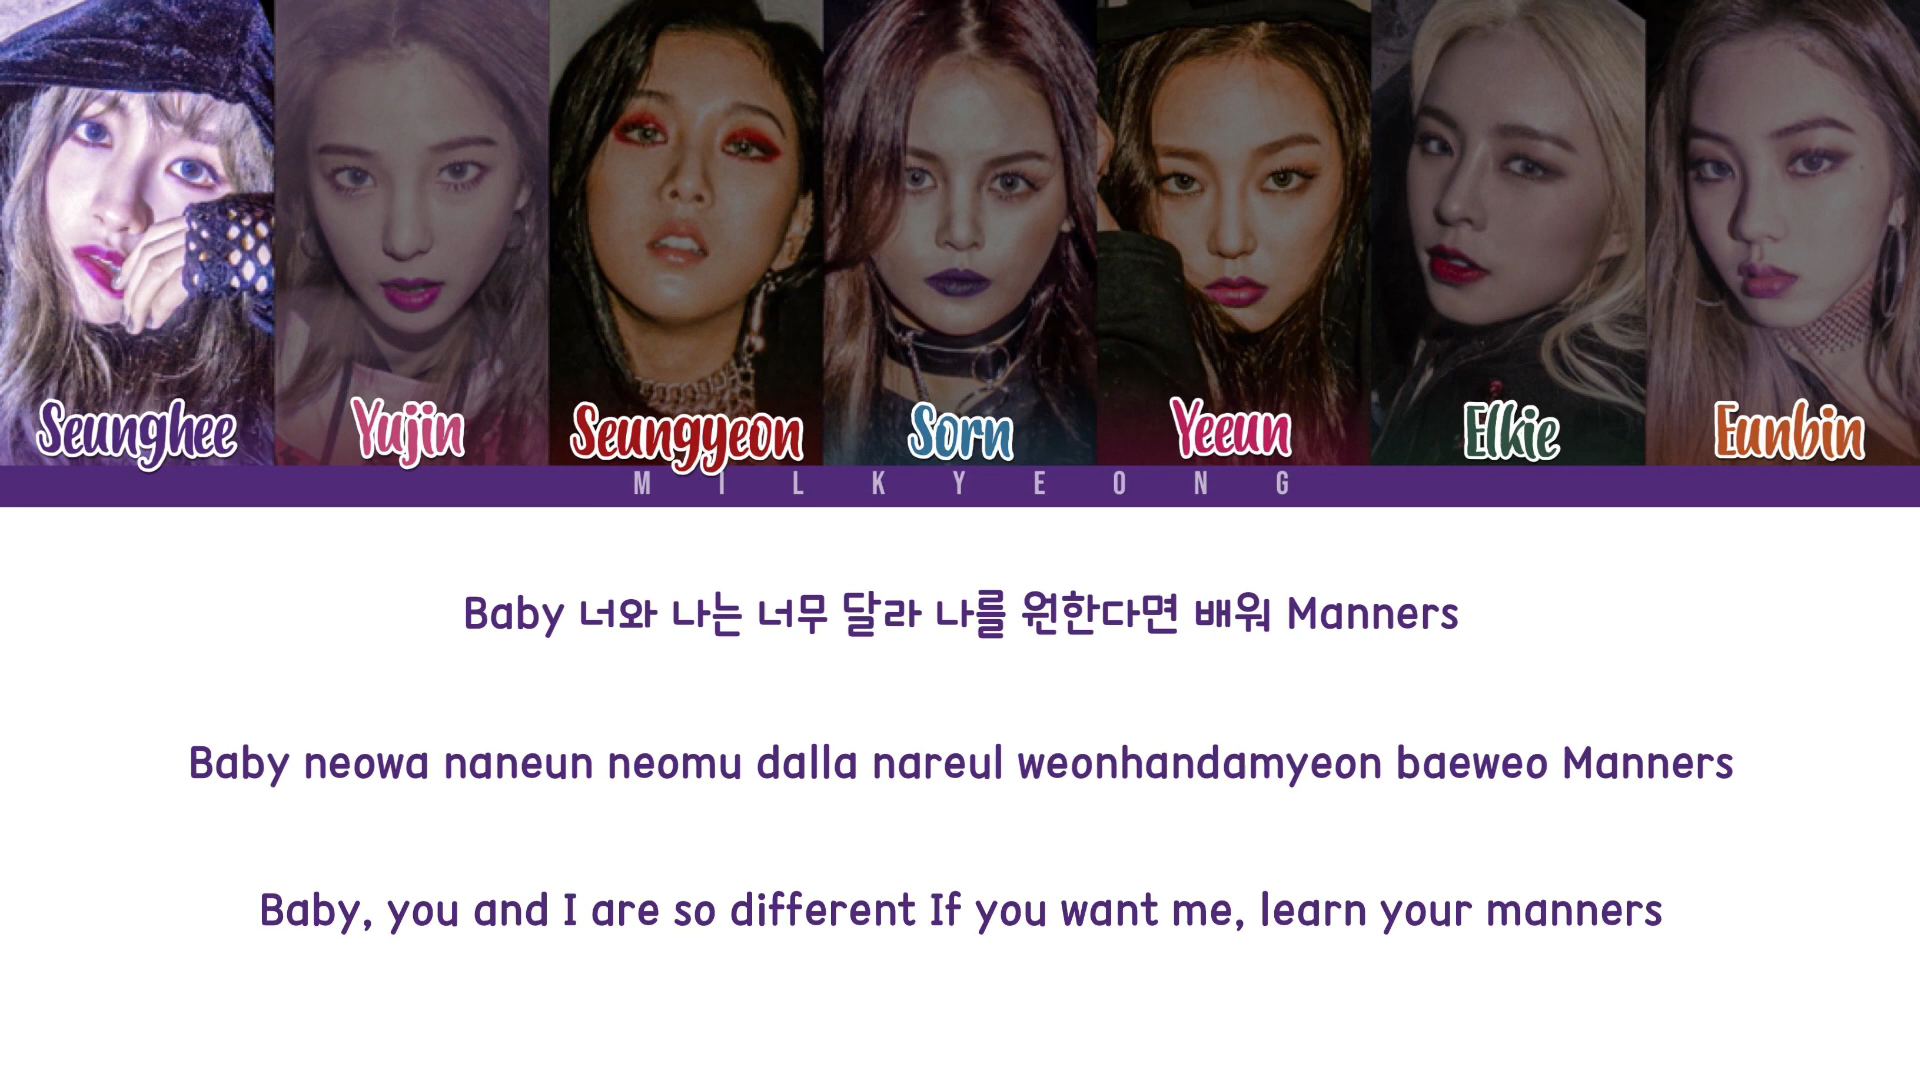 Seunghee Yujin Seungyeon Sorn Yeeun Elkie Eunbin
MILKYEONG
Baby 너와 나는 너무 달라 나를 원한다면 배워 Manners
Baby neowa naneun neomu dalla nareul weonhandamyeon baeweo Manners
Baby, you and I are so different If you want me, learn your manners